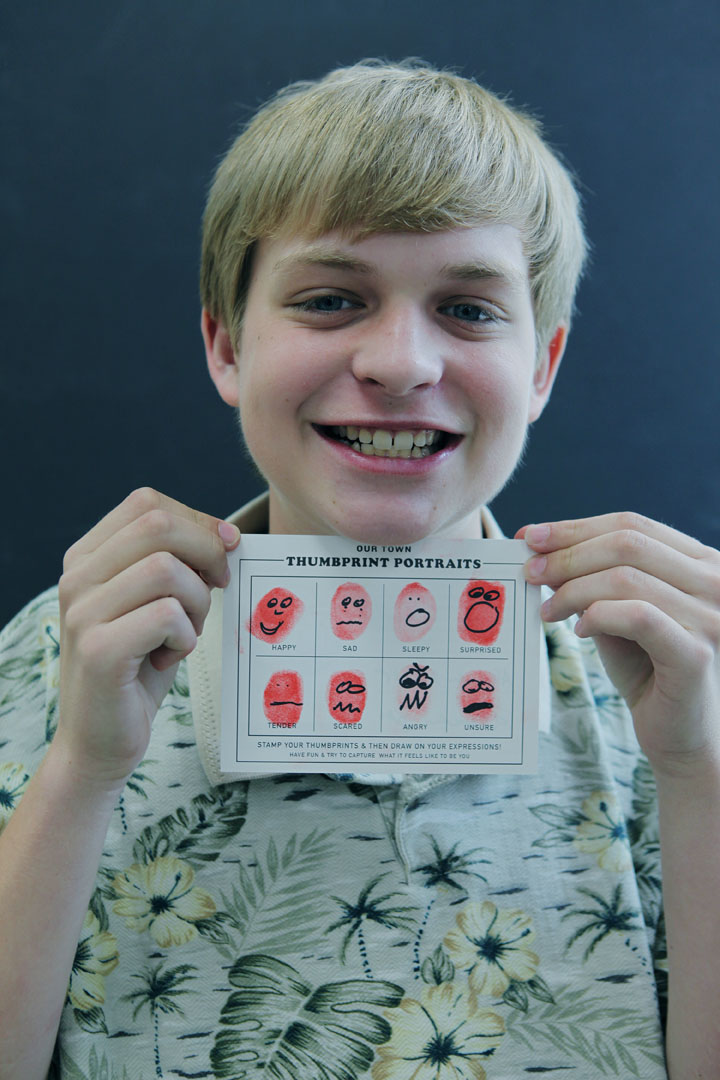 OUR TOWN
THUMBPRINT PORTRAITS
HAPPY SAD SLEEPY SURPRISED
TENDER SCARED ANGRY UNSURE
STAMP YOUR THUMBPRINTS & THEN DRAW ON YOUR EXPRESSIONS!
HAVE FUN & TRY TO CAPTURE WHAT IT FEELS LIKE TO BE YOU